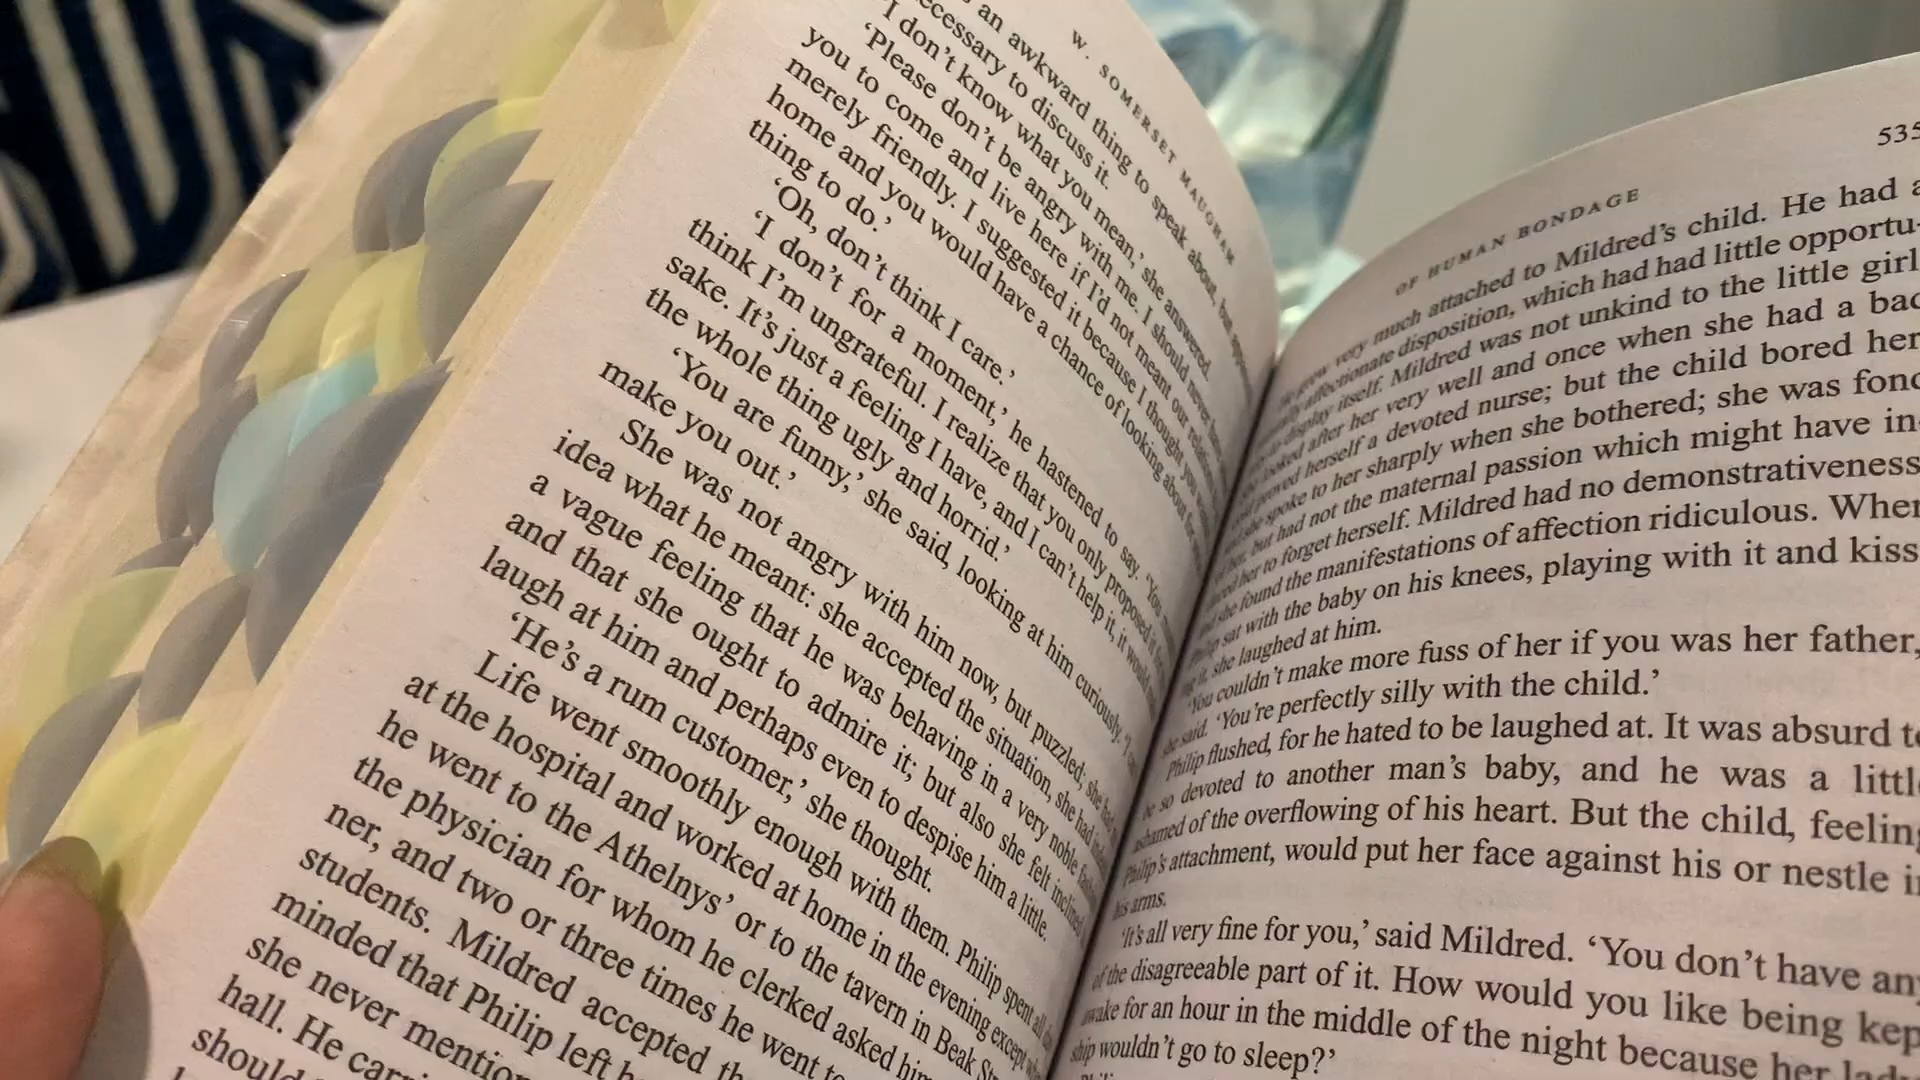 W. SOMERSET MAUGHAM
an awkward thing to speak about, but
necessary to discuss it.
'I don't know what you mean,' she answered.
'Please don't be angry with me. I should never have
you to come and live here if I'd not meant our
merely friendly. I suggested it because I thought you
home and you would have a chance of looking about for
thing to do.'
'Oh, don't think I care.'
'I don't for a moment,' he hastened to say. 'You
think I'm ungrateful. I realize that you only proposed it
sake. It's just a feeling I have, and I can't help it, it would
the whole thing ugly and horrid.'
'You are funny,' she said, looking at him curiously.
make you out.'
She was not angry with him now, but puzzled; she had
idea what he meant: she accepted the situation, she had
a vague feeling that he was behaving in a very noble
and that she ought to admire it; but also she felt inclined
laugh at him and perhaps even to despise him a little.
'He's a rum customer,' she thought.
Life went smoothly enough with them. Philip spent all
at the hospital and worked at home in the evening except
he went to the Athelnys' or to the tavern in Beak
the physician for whom he clerked asked him
ner, and two or three times he went to
students. Mildred accepted
minded that Philip left
she never
hall. He
should
OF HUMAN BONDAGE
535
very much attached to Mildred's child. He had a
affectionate disposition, which had had little opportu-
display itself. Mildred was not unkind to the little girl
looked after her very well and once when she had a bad
proved herself a devoted nurse; but the child bored her
she spoke to her sharply when she bothered; she was fond
of her, but had not the maternal passion which might have in-
her to forget herself. Mildred had no demonstrativeness
and she found the manifestations of affection ridiculous. When
Philip sat with the baby on his knees, playing with it and kiss-
ing it, she laughed at him.
'You couldn't make more fuss of her if you was her father,'
she said. 'You're perfectly silly with the child.'
Philip flushed, for he hated to be laughed at. It was absurd to
be so devoted to another man's baby, and he was a little
ashamed of the overflowing of his heart. But the child, feeling
Philip's attachment, would put her face against his or nestle in
his arms.
'It's all very fine for you,' said Mildred. 'You don't have any
of the disagreeable part of it. How would you like being kept
awake for an hour in the middle of the night because her
ship wouldn't go to sleep?'